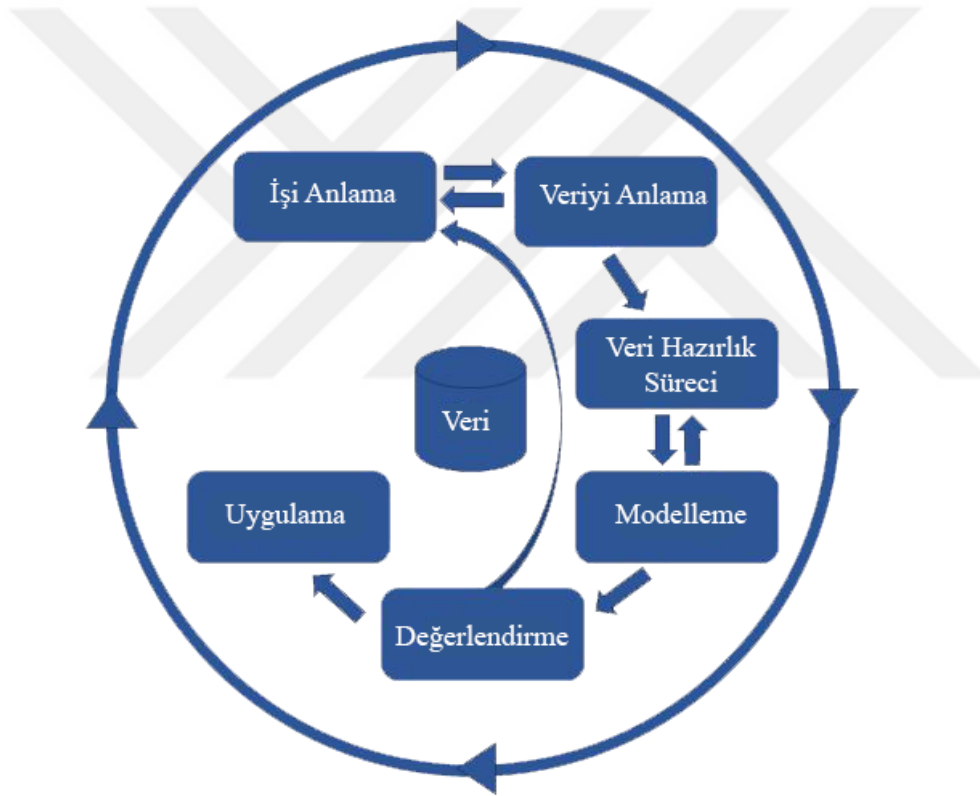 İşi Anlama
Veriyi Anlama
Veri Hazırlık
Süreci
Veri
Modelleme
Uygulama
Değerlendirme